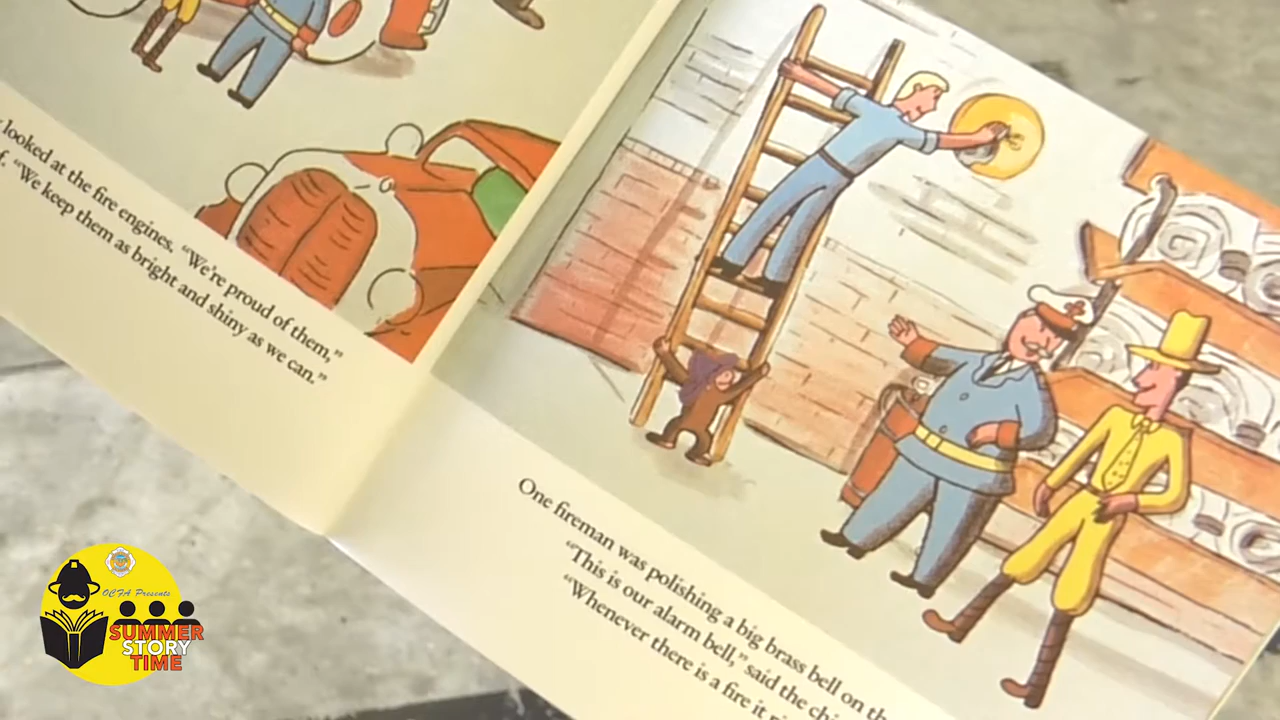 looked at the fire engines. “We're proud of them,”
“We keep them as bright and shiny as we can.”
One fireman was polishing a big brass bell on
“This is our alarm bell,” said the
“Whenever there is a fire it
OCFA Presents
SUMMER
STORY
TIME